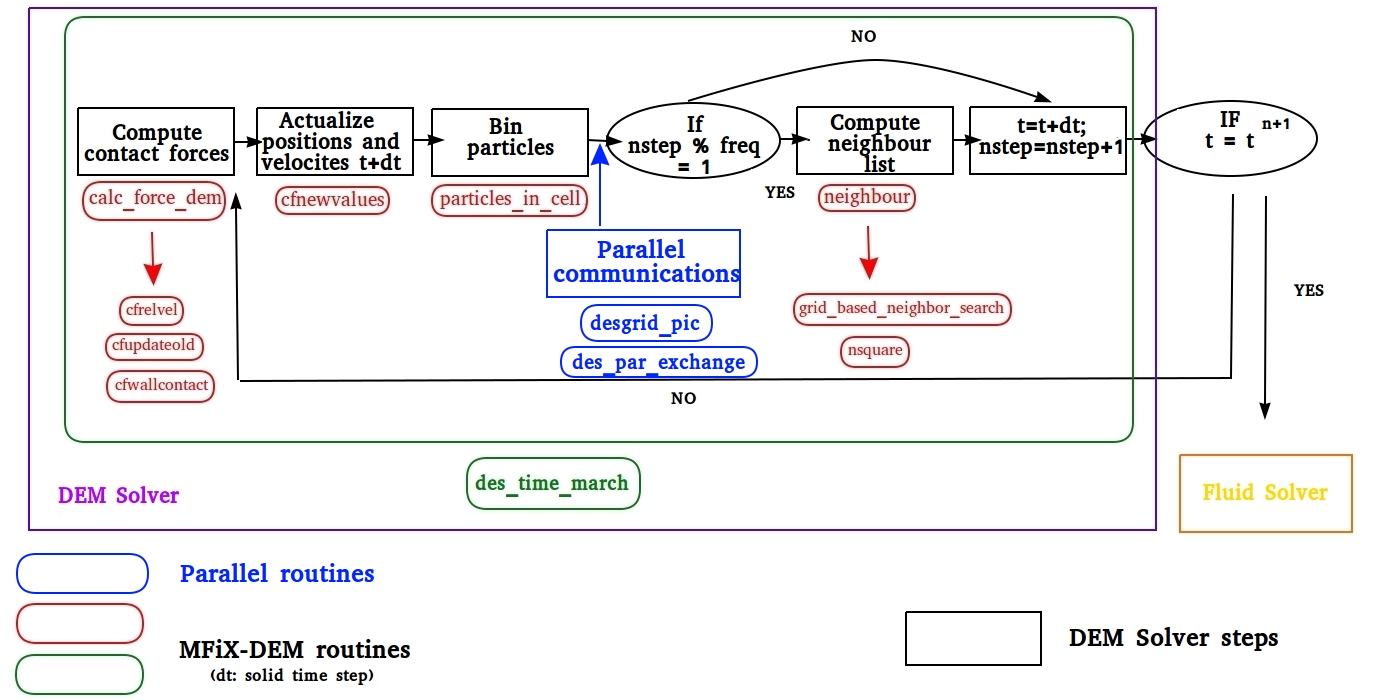 NO
Compute
contact forces
Actualize
positions and
velocites t+dt
Bin
particles
If
nstep % freq
= 1
Compute
neighbour
list
t=t+dt;
nstep=nstep+1
IF
t = t n+1
calc_force_dem
cfnewvalues
particles_in_cell
YES
neighbour
Parallel
communications
cfrelvel
cfupdateold
cfwallcontact
desgrid_pic
des_par_exchange
grid_based_neighbor_search
nsquare
YES
NO
des_time_march
DEM Solver
Fluid Solver
Parallel routines
MFiX-DEM routines
(dt: solid time step)
DEM Solver steps